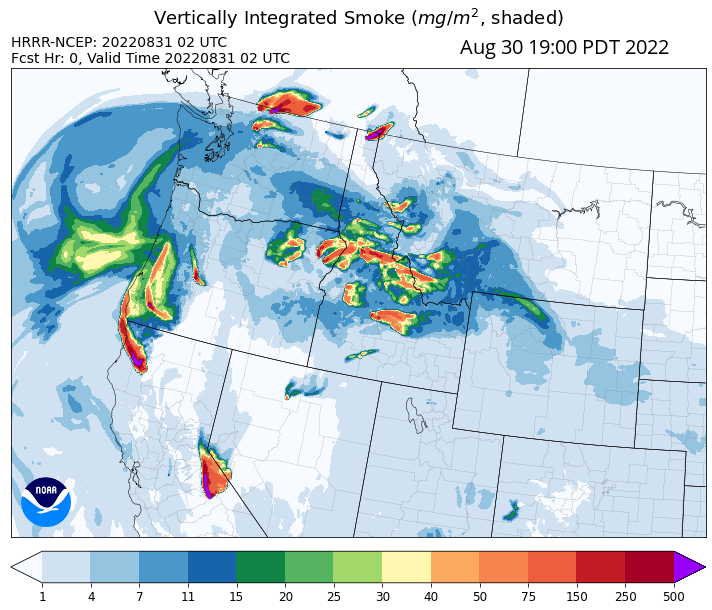 Vertically Integrated Smoke (mg/m², shaded)
HRRR-NCEP: 20220831 02 UTC
Fcst Hr: 0, Valid Time 20220831 02 UTC
Aug 30 19:00 PDT 2022
NOAA
1 4 7 11 15 20 25 30 40 50 75 150 250 500